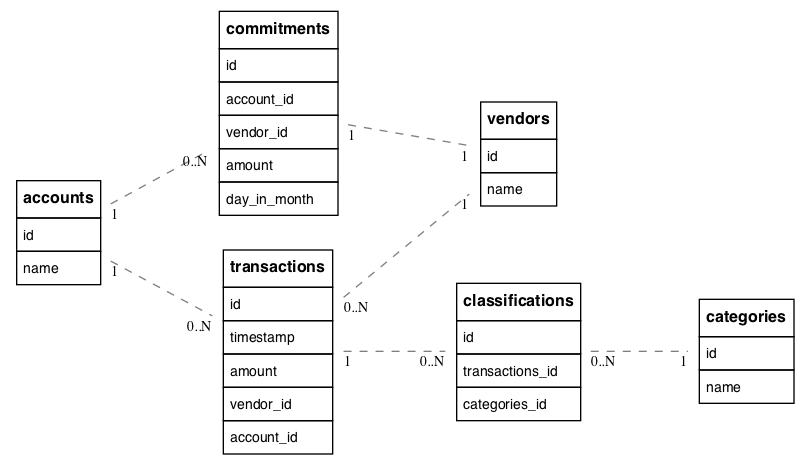 commitments
id
account_id
vendor_id
amount
day_in_month
1
1
vendors
id
name
1
0..N
accounts
id
name
1
1
0..N
transactions
id
timestamp
amount
vendor_id
account_id
0..N
1
0..N
classifications
id
transactions_id
categories_id
0..N
1
categories
id
name